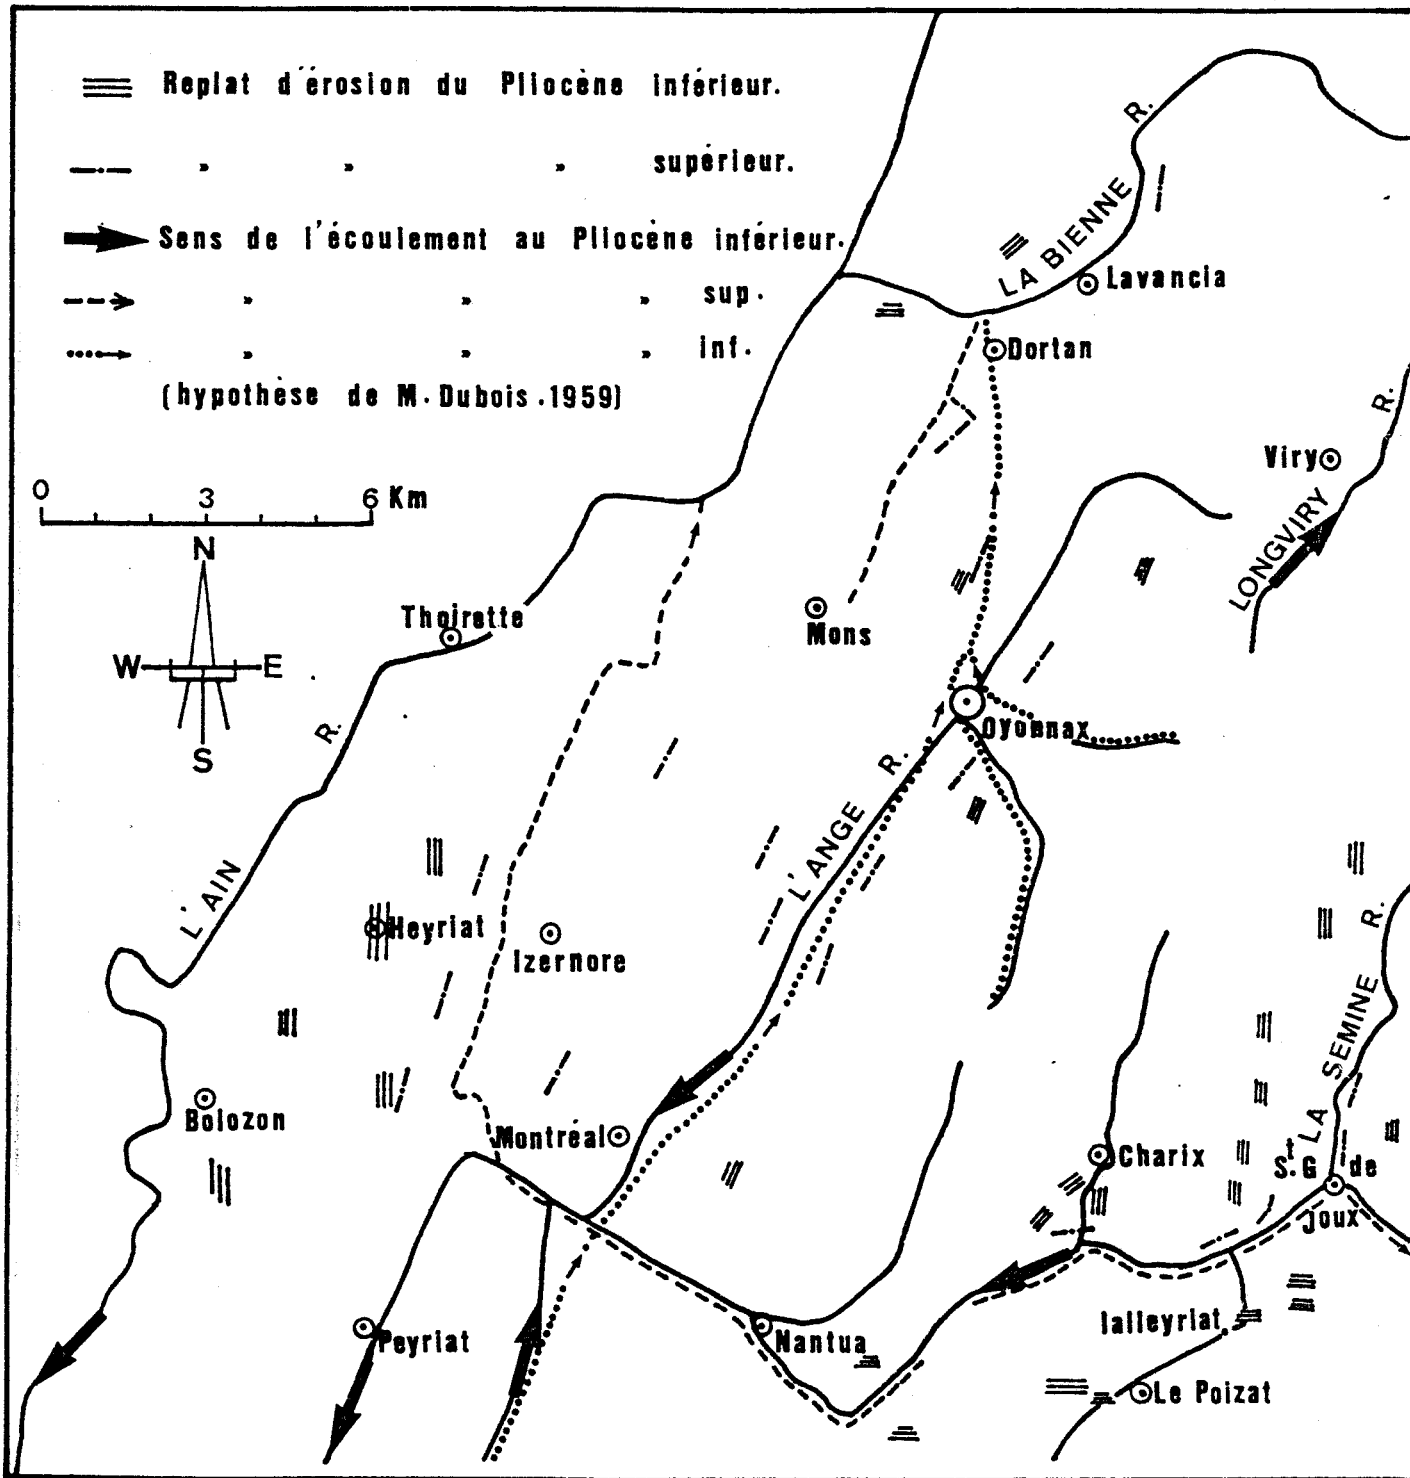 Replat d'érosion du Pliocène inférieur.
" " " supérieur.
Sens de l'écoulement au Pliocène inférieur.
" " " sup.
" " " inf.
(hypothèse de M. Dubois .1959)
0 3 6 Km
N
W E
S
LA BIENNE R.
Lavancia
Dortan
Viry
LONGVIRY R.
Thoirette
Mons
Oyonnax
L'AIN R.
L'ANGE R.
Heyriat
Izernore
LA SEMINE R.
Bolozon
Montréal
Charix
St. G de
Joux
Peyriat
Nantua
lalleyriat
Le Poizat